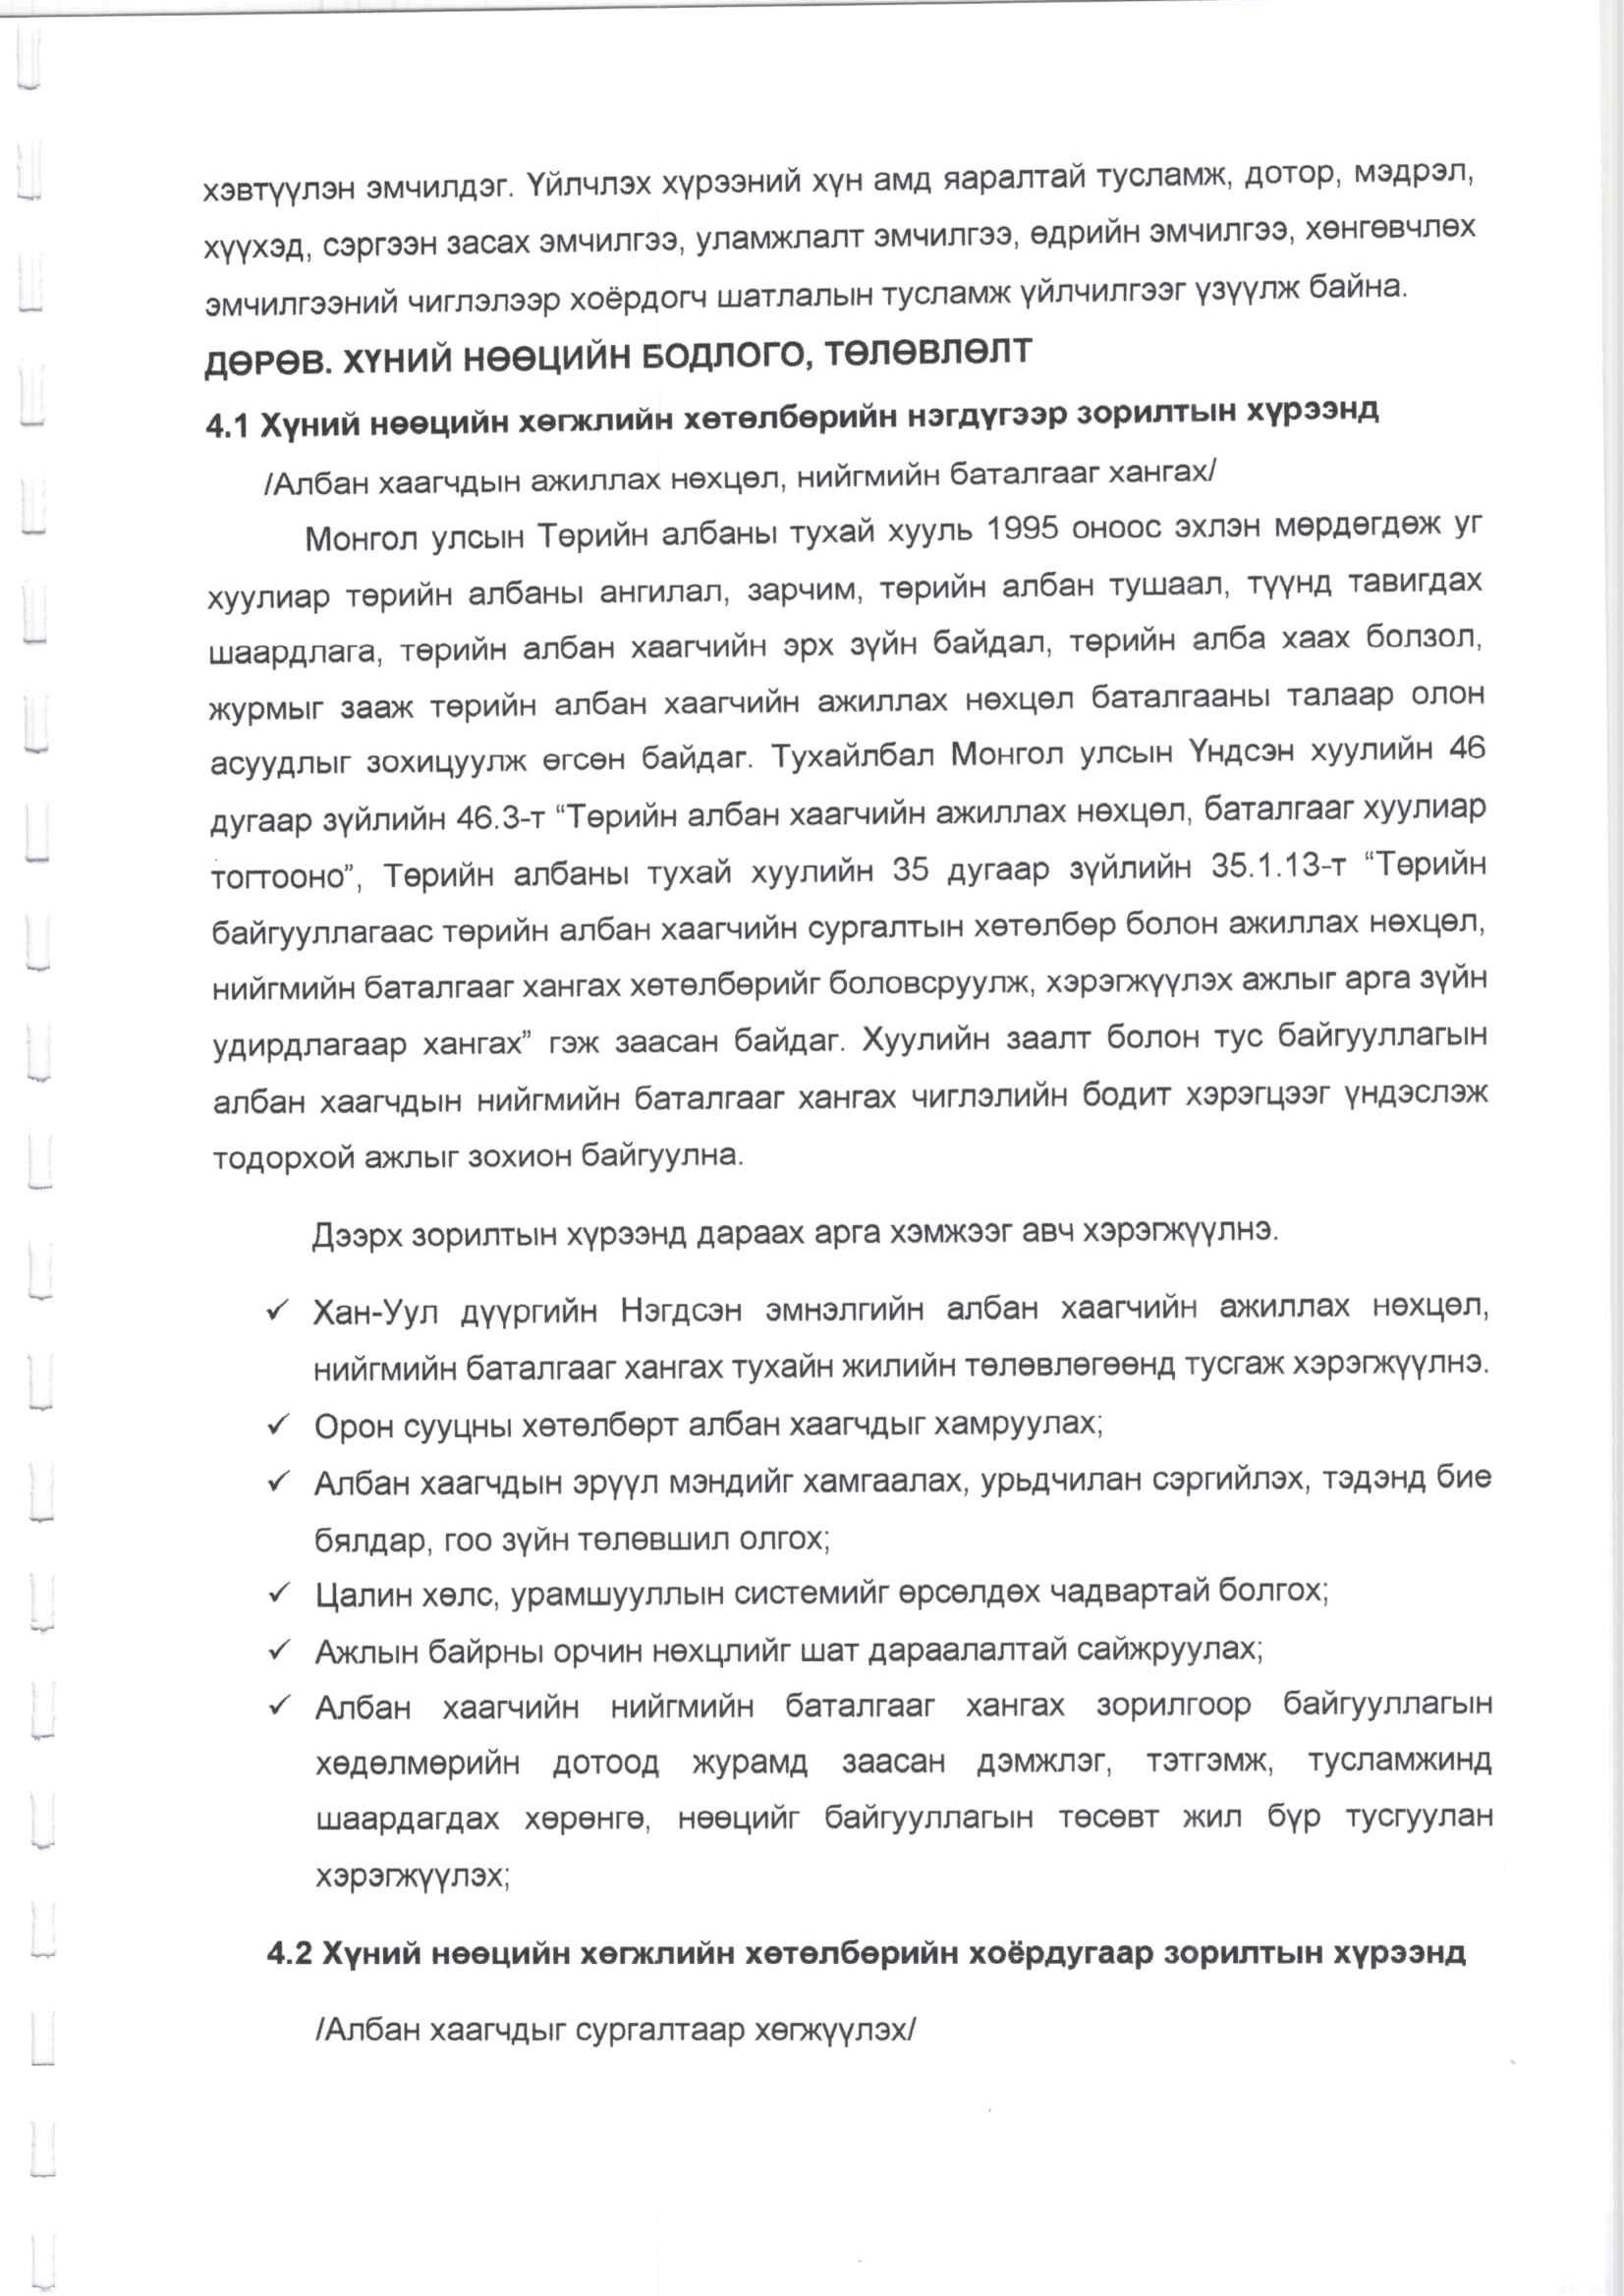 хэвтүүлэн эмчилдэг. Үйлчлэх хүрээний хүн амд яаралтай тусламж, дотор, мэдрэл,
хүүхэд, сэргээн засах эмчилгээ, уламжлалт эмчилгээ, өдрийн эмчилгээ, хөнгөвчлөх
эмчилгээний чиглэлээр хоёрдогч шатлалын тусламж үйлчилгээг үзүүлж байна.
ДӨРӨВ. ХҮНИЙ НӨӨЦИЙН БОДЛОГО, ТӨЛӨВЛӨЛТ
4.1 Хүний нөөцийн хөгжлийн хөтөлбөрийн нэгдүгээр зорилтын хүрээнд
/Албан хаагчдын ажиллах нөхцөл, нийгмийн баталгааг хангах/
Монгол улсын Төрийн албаны тухай хууль 1995 оноос эхлэн мөрдөгдөж уг
хуулиар төрийн албаны ангилал, зарчим, төрийн албан тушаал, түүнд тавигдах
шаардлага, төрийн албан хаагчийн эрх зүйн байдал, төрийн алба хаах болзол,
журмыг зааж төрийн албан хаагчийн ажиллах нөхцөл баталгааны талаар олон
асуудлыг зохицуулж өгсөн байдаг. Тухайлбал Монгол улсын Үндсэн хуулийн 46
дугаар зүйлийн 46.3-т “Төрийн албан хаагчийн ажиллах нөхцөл, баталгааг хуулиар
тогтооно”, Төрийн албаны тухай хуулийн 35 дугаар зүйлийн 35.1.13-т “Төрийн
байгууллагаас төрийн албан хаагчийн сургалтын хөтөлбөр болон ажиллах нөхцөл,
нийгмийн баталгааг хангах хөтөлбөрийг боловсруулж, хэрэгжүүлэх ажлыг арга зүйн
удирдлагаар хангах” гэж заасан байдаг. Хуулийн заалт болон тус байгууллагын
албан хаагчдын нийгмийн баталгааг хангах чиглэлийн бодит хэрэгцээг үндэслэж
тодорхой ажлыг зохион байгуулна.
Дээрх зорилтын хүрээнд дараах арга хэмжээг авч хэрэгжүүлнэ.
✓ Хан-Уул дүүргийн Нэгдсэн эмнэлгийн албан хаагчийн ажиллах нөхцөл,
нийгмийн баталгааг хангах тухайн жилийн төлөвлөгөөнд тусгаж хэрэгжүүлнэ.
✓ Орон сууцны хөтөлбөрт албан хаагчдыг хамруулах;
✓ Албан хаагчдын эрүүл мэндийг хамгаалах, урьдчилан сэргийлэх, тэдэнд бие
бялдар, гоо зүйн төлөвшил олгох;
✓ Цалин хөлс, урамшууллын системийг өрсөлдөх чадвартай болгох;
✓ Ажлын байрны орчин нөхцлийг шат дараалалтай сайжруулах;
✓ Албан хаагчийн нийгмийн баталгааг хангах зорилгоор байгууллагын
хөдөлмөрийн дотоод журамд заасан дэмжлэг, тэтгэмж, тусламжинд
шаардагдах хөрөнгө, нөөцийг байгууллагын төсөвт жил бүр тусгуулан
хэрэгжүүлэх;
4.2 Хүний нөөцийн хөгжлийн хөтөлбөрийн хоёрдугаар зорилтын хүрээнд
/Албан хаагчдыг сургалтаар хөгжүүлэх/